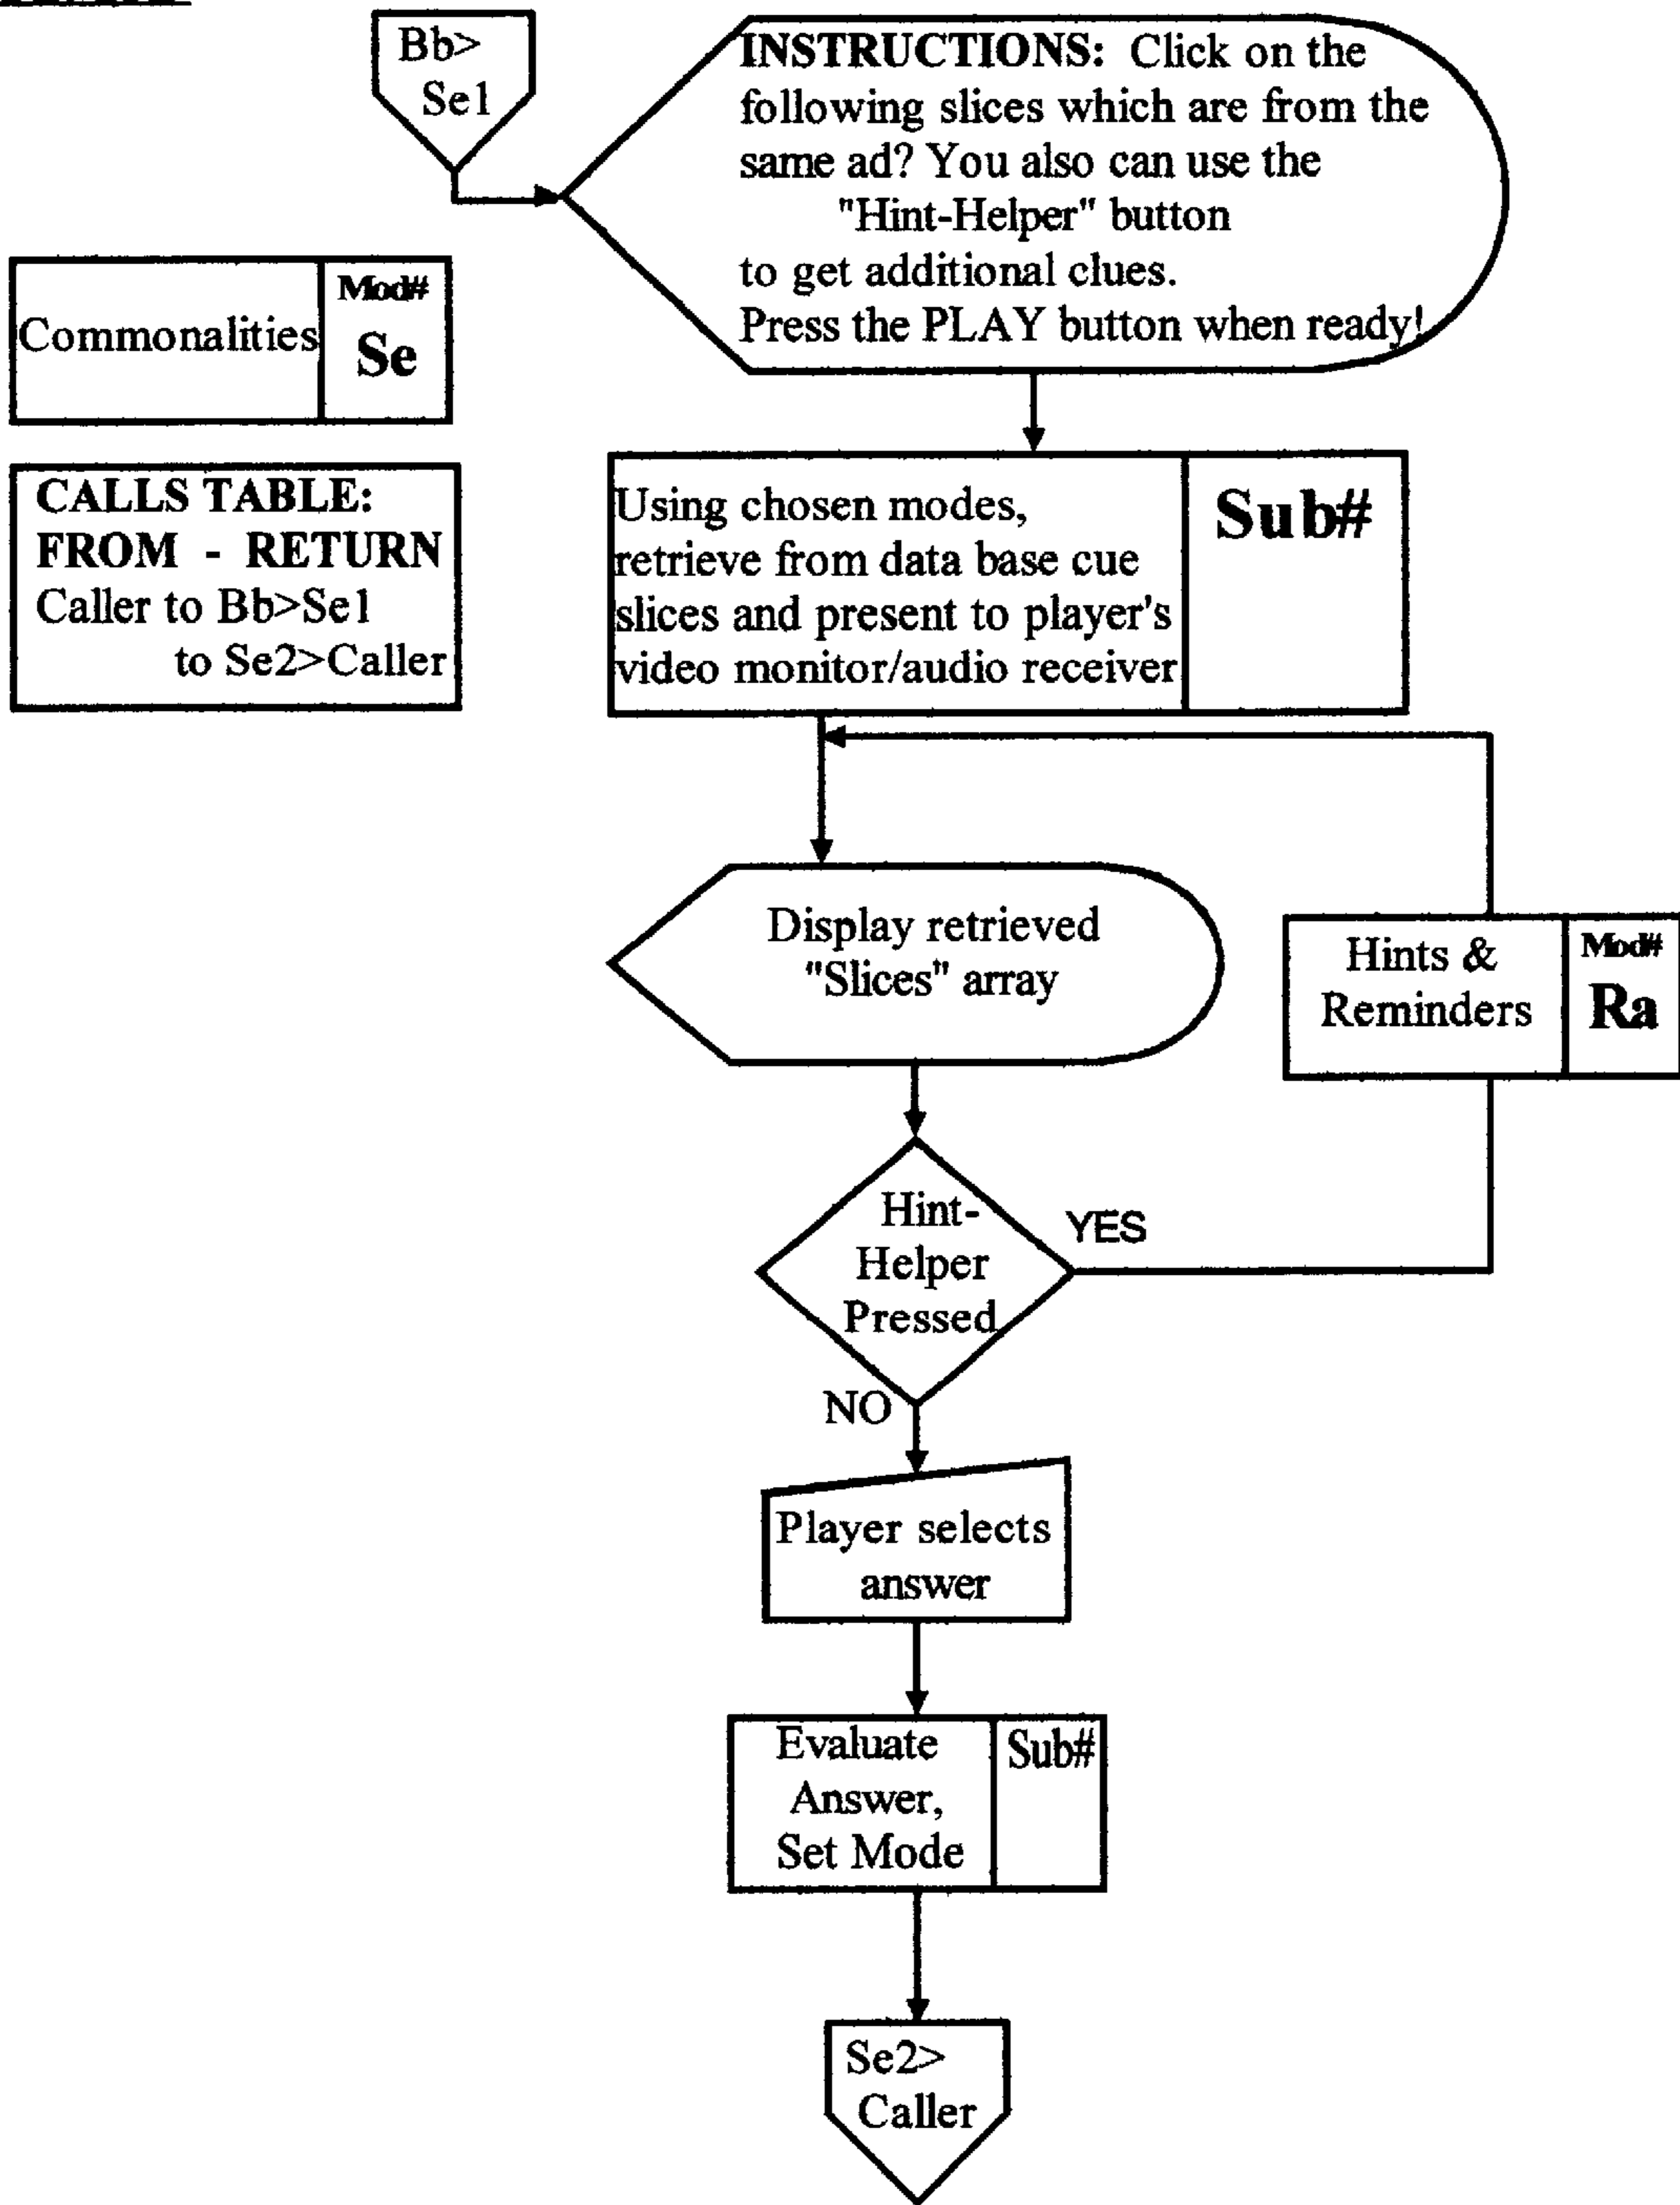 Bb>
Se1
INSTRUCTIONS: Click on the
following slices which are from the
same ad? You also can use the
"Hint-Helper" button
to get additional clues.
Press the PLAY button when ready!
Commonalities
Mod#
Se
CALLS TABLE:
FROM - RETURN
Caller to Bb>Se1
to Se2>Caller
Using chosen modes,
retrieve from data base cue
slices and present to player's
video monitor/audio receiver
Sub#
Display retrieved
"Slices" array
Hints &
Reminders
Mod#
Ra
Hint-
Helper
Pressed
YES
NO
Player selects
answer
Evaluate
Answer,
Set Mode
Sub#
Se2>
Caller